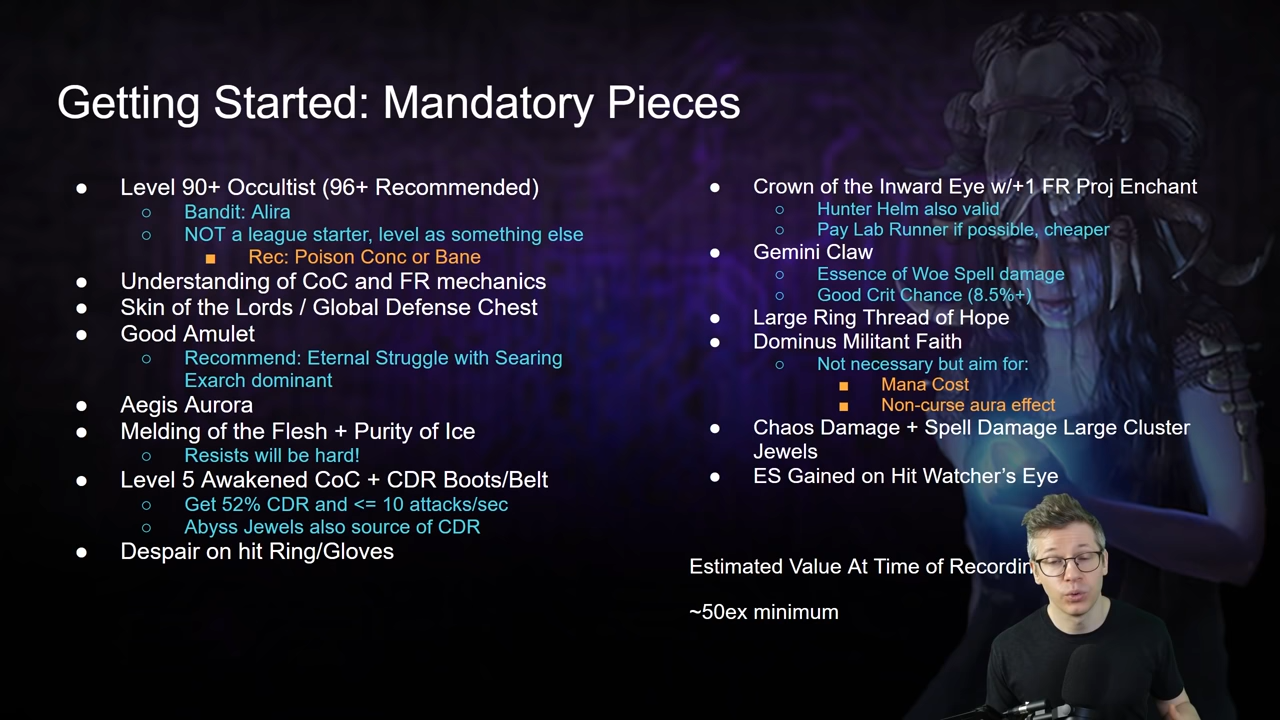 Getting Started: Mandatory Pieces
● Level 90+ Occultist (96+ Recommended)
○ Bandit: Alira
○ NOT a league starter, level as something else
■ Rec: Poison Conc or Bane
● Understanding of CoC and FR mechanics
● Skin of the Lords / Global Defense Chest
● Good Amulet
○ Recommend: Eternal Struggle with Searing
Exarch dominant
● Aegis Aurora
● Melding of the Flesh + Purity of Ice
○ Resists will be hard!
● Level 5 Awakened CoC + CDR Boots/Belt
○ Get 52% CDR and <= 10 attacks/sec
○ Abyss Jewels also source of CDR
● Despair on hit Ring/Gloves
● Crown of the Inward Eye w/+1 FR Proj Enchant
○ Hunter Helm also valid
○ Pay Lab Runner if possible, cheaper
● Gemini Claw
○ Essence of Woe Spell damage
○ Good Crit Chance (8.5%+)
● Large Ring Thread of Hope
● Dominus Militant Faith
○ Not necessary but aim for:
■ Mana Cost
■ Non-curse aura effect
● Chaos Damage + Spell Damage Large Cluster
Jewels
● ES Gained on Hit Watcher's Eye
Estimated Value At Time of Recordin
~50ex minimum